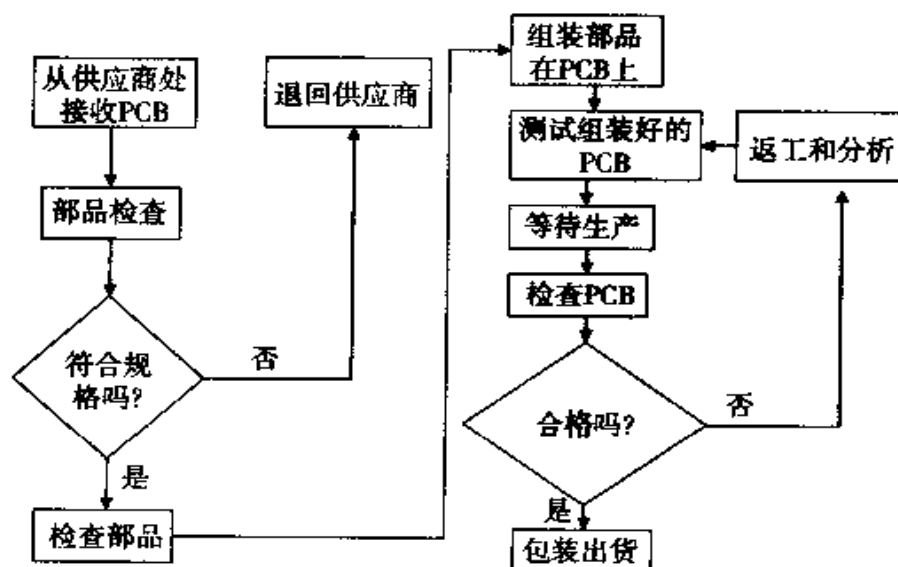 从供应商处
接收PCB
退回供应商
部品检查
符合规
格吗?
否
是
检查部品
组装部品
在PCB上
测试组装好的
PCB
返工和分析
等待生产
检查PCB
合格吗?
否
是
包装出货